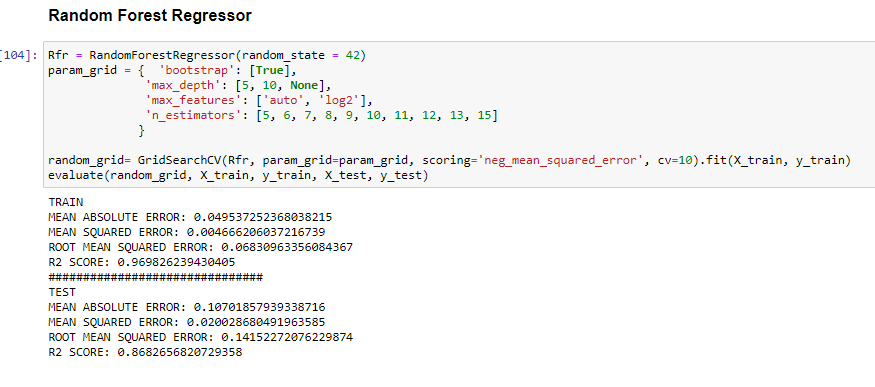 Random Forest Regressor
[104]: Rfr = RandomForestRegressor(random_state = 42)
param_grid = {  'bootstrap': [True],
'max_depth': [5, 10, None],
'max_features': ['auto', 'log2'],
'n_estimators': [5, 6, 7, 8, 9, 10, 11, 12, 13, 15]
}
random_grid= GridSearchCV(Rfr, param_grid=param_grid, scoring='neg_mean_squared_error', cv=10).fit(X_train, y_train)
evaluate(random_grid, X_train, y_train, X_test, y_test)
TRAIN
MEAN ABSOLUTE ERROR: 0.049537252368038215
MEAN SQUARED ERROR: 0.004666206037216739
ROOT MEAN SQUARED ERROR: 0.06830963356084367
R2 SCORE: 0.969826239430405
###############################
TEST
MEAN ABSOLUTE ERROR: 0.10701857939338716
MEAN SQUARED ERROR: 0.020028680491963585
ROOT MEAN SQUARED ERROR: 0.14152272076229874
R2 SCORE: 0.8682656820729358